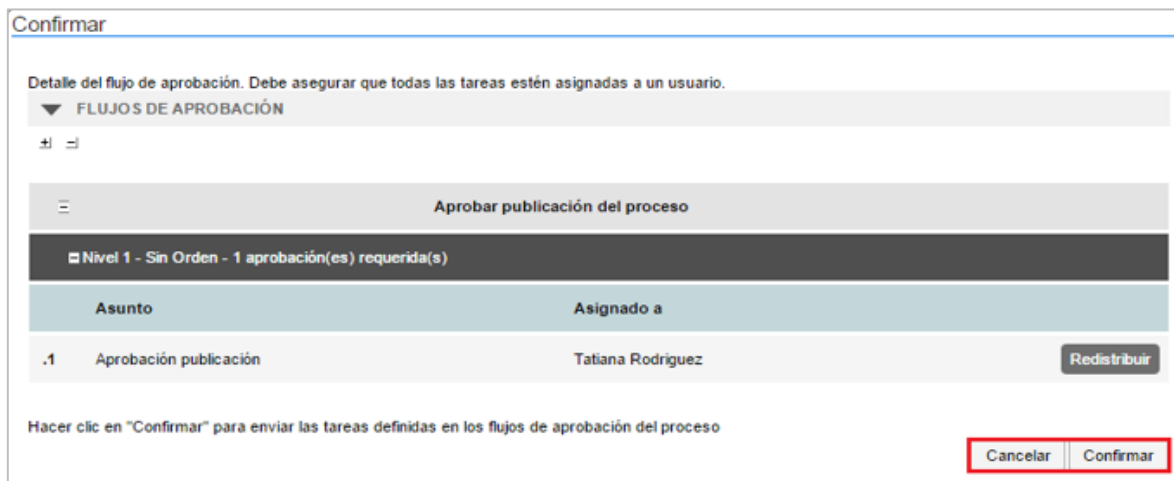 Confirmar
Detalle del flujo de aprobación. Debe asegurar que todas las tareas estén asignadas a un usuario.
FLUJOS DE APROBACIÓN
Aprobar publicación del proceso
Nivel 1 - Sin Orden - 1 aprobación(es) requerida(s)
Asunto Asignado a
.1 Aprobación publicación Tatiana Rodriguez Redistribuir
Hacer clic en "Confirmar" para enviar las tareas definidas en los flujos de aprobación del proceso
Cancelar Confirmar